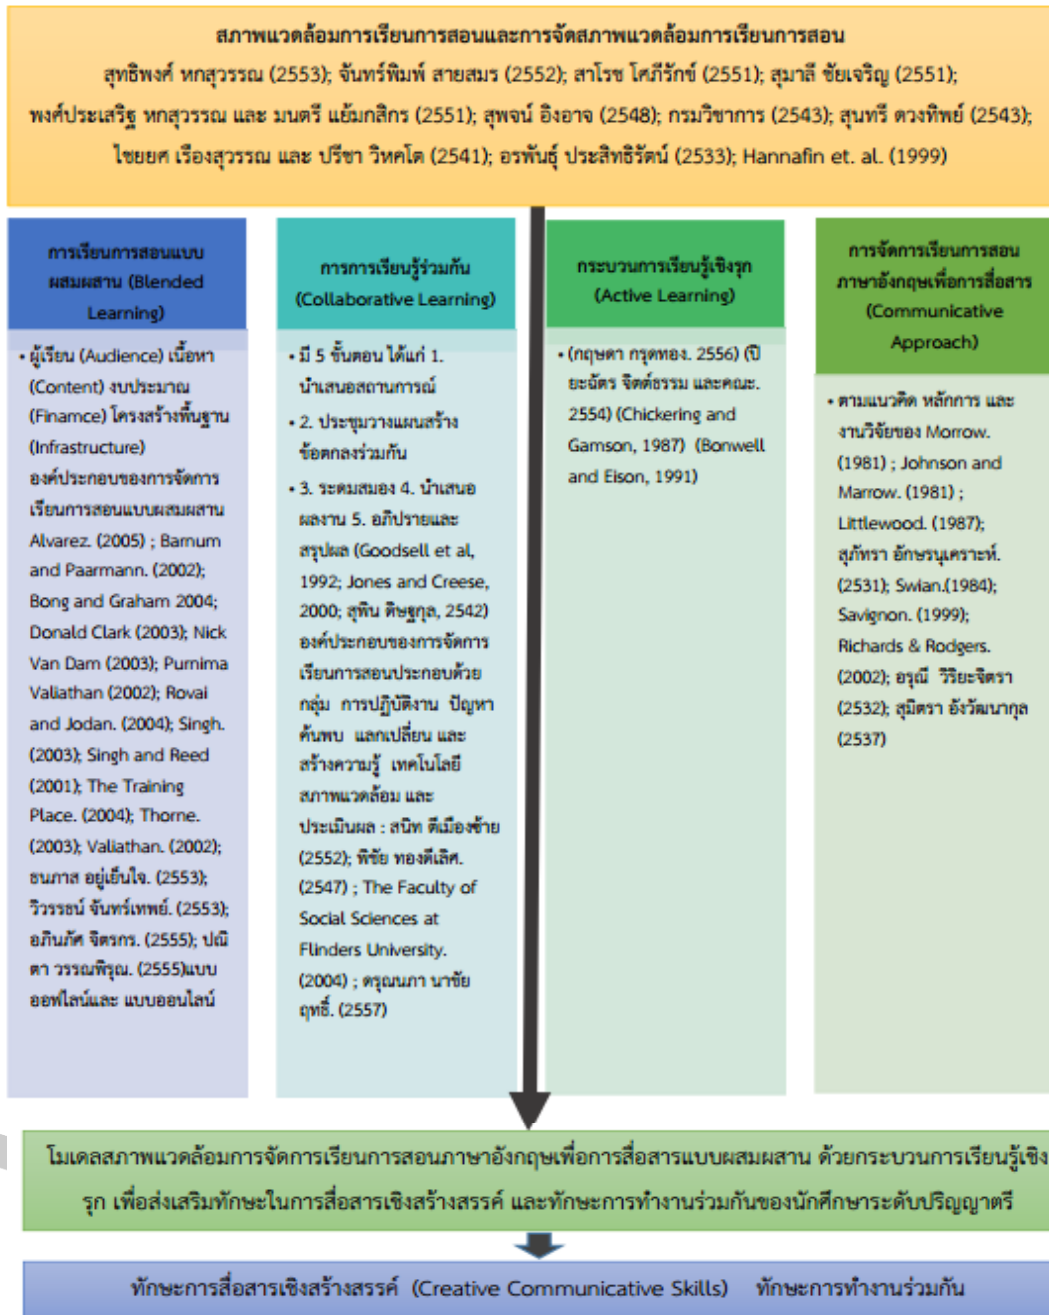 สภาพแวดล้อมการเรียนการสอนและการจัดสภาพแวดล้อมการเรียนการสอน
สุทธิพงศ์ หกสุวรรณ (2553); จันทร์พิมพ์ สายสมร (2552); สาโรช โศภีรักข์ (2551); สุมาลี ชัยเจริญ (2551);
พงศ์ประเสริฐ หกสุวรรณ และ มนตรี แย้มกสิกร (2551); สุพจน์ อิงอาจ (2548); กรมวิชาการ (2543); สุนทรี ดวงทิพย์ (2543);
ไชยยศ เรืองสุวรรณ และ ปรีชา วิหคโต (2541); อรพันธุ์ ประสิทธิรัตน์ (2533); Hannafin et. al. (1999)
การเรียนการสอนแบบ
ผสมผสาน (Blended
Learning)
• ผู้เรียน (Audience) เนื้อหา
(Content) งบประมาณ
(Finamce) โครงสร้างพื้นฐาน
(Infrastructure)
องค์ประกอบของการจัดการ
เรียนการสอนแบบผสมผสาน
Alvarez. (2005) ; Barnum
and Paarmann. (2002);
Bong and Graham 2004;
Donald Clark (2003); Nick
Van Dam (2003); Purnima
Valiathan (2002); Rovai
and Jodan. (2004); Singh.
(2003); Singh and Reed
(2001); The Training
Place. (2004); Thorne.
(2003); Valiathan. (2002);
ธนภาส อยู่เย็นใจ. (2553);
วิวรรธน์ จันทร์เทพย์. (2553);
อภินภัศ จิตรกร. (2555); ปณิ
ตา วรรณพิรุณ. (2555)แบบ
ออฟไลน์และ แบบออนไลน์
การการเรียนรู้ร่วมกัน
(Collaborative Learning)
• มี 5 ขั้นตอน ได้แก่ 1.
นำเสนอสถานการณ์
• 2. ประชุมวางแผนสร้าง
ข้อตกลงร่วมกัน
• 3. ระดมสมอง 4. นำเสนอ
ผลงาน 5. อภิปรายและ
สรุปผล (Goodsell et al,
1992; Jones and Creese,
2000; สุพิน ดิษฐกุล, 2542)
องค์ประกอบของการจัดการ
เรียนการสอนประกอบด้วย
กลุ่ม การปฏิบัติงาน ปัญหา
ค้นพบ แลกเปลี่ยน และ
สร้างความรู้ เทคโนโลยี
สภาพแวดล้อม และ
ประเมินผล : สนิท ตีเมืองซ้าย
(2552); พิชัย ทองดีเลิศ.
(2547) ; The Faculty of
Social Sciences at
Flinders University.
(2004) ; ดรุณนภา นาชัย
ฤทธิ์. (2557)
กระบวนการเรียนรู้เชิงรุก
(Active Learning)
• (กฤษดา กรุดทอง. 2556) (ปิ
ยะฉัตร จิตต์ธรรม และคณะ.
2554) (Chickering and
Gamson, 1987) (Bonwell
and Eison, 1991)
การจัดการเรียนการสอน
ภาษาอังกฤษเพื่อการสื่อสาร
(Communicative
Approach)
• ตามแนวคิด หลักการ และ
งานวิจัยของ Morrow.
(1981) ; Johnson and
Marrow. (1981) ;
Littlewood. (1987);
สุภัทรา อักษรนุเคราะห์.
(2531); Swian.(1984);
Savignon. (1999);
Richards & Rodgers.
(2002); อรุณี วิริยะจิตรา
(2532); สุมิตรา อังวัฒนากุล
(2537)
โมเดลสภาพแวดล้อมการจัดการเรียนการสอนภาษาอังกฤษเพื่อการสื่อสารแบบผสมผสาน ด้วยกระบวนการเรียนรู้เชิง
รุก เพื่อส่งเสริมทักษะในการสื่อสารเชิงสร้างสรรค์ และทักษะการทำงานร่วมกันของนักศึกษาระดับปริญญาตรี
ทักษะการสื่อสารเชิงสร้างสรรค์ (Creative Communicative Skills) ทักษะการทำงานร่วมกัน